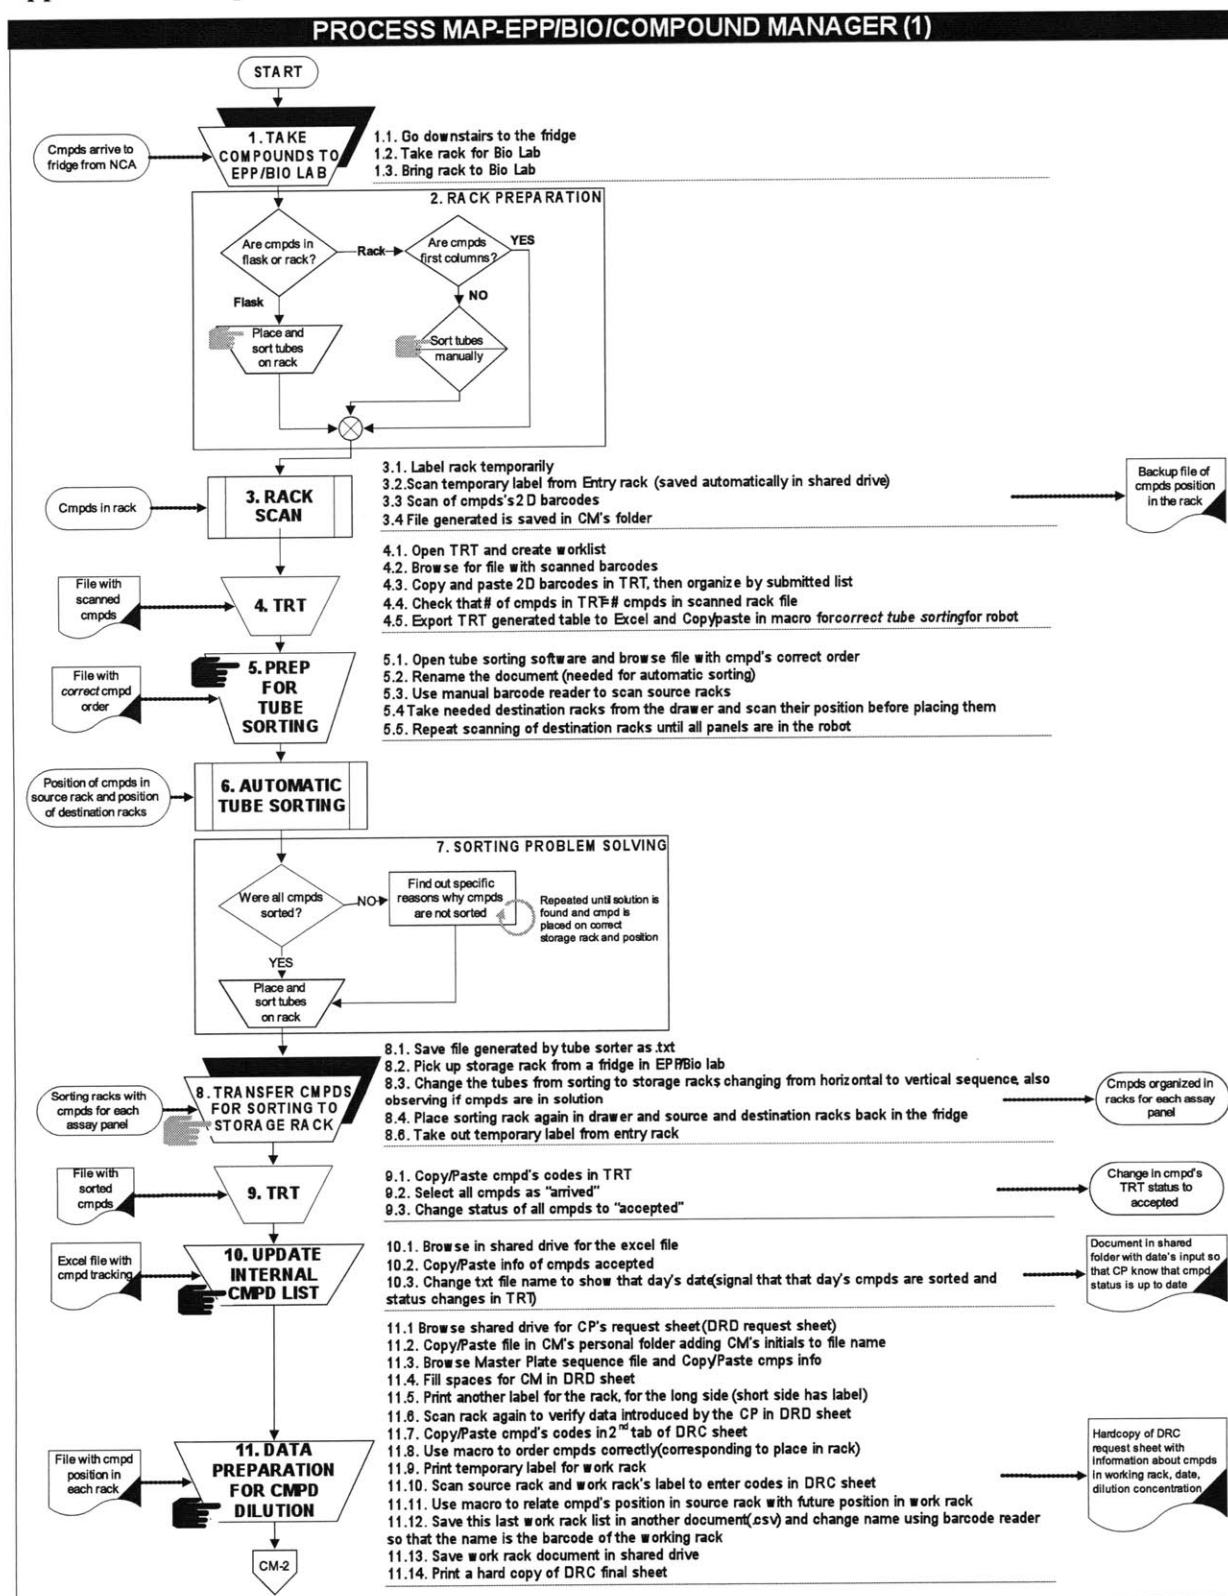 PROCESS MAP-EPP/BIO/COMPOUND MANAGER (1)
START
Cmpds arrive to
fridge from NCA
1. TAKE
COMPOUNDS TO
EPP/BIO LAB
1.1. Go downstairs to the fridge
1.2. Take rack for Bio Lab
1.3. Bring rack to Bio Lab
2. RACK PREPARATION
Are cmpds in
flask or rack?
Rack
Are cmpds
first columns?
YES
NO
Flask
Place and
sort tubes
on rack
Sort tubes
manually
Cmpds in rack
3. RACK
SCAN
3.1. Label rack temporarily
3.2.Scan temporary label from Entry rack (saved automatically in shared drive)
3.3 Scan of cmpds's 2D barcodes
3.4 File generated is saved in CM's folder
Backup file of
cmpds position
in the rack
File with
scanned
cmpds
4. TRT
4.1. Open TRT and create worklist
4.2. Browse for file with scanned barcodes
4.3. Copy and paste 2D barcodes in TRT, then organize by submitted list
4.4. Check that # of cmpds in TRT=# cmpds in scanned rack file
4.5. Export TRT generated table to Excel and Copy/paste in macro for correct tube sorting for robot
File with
correct cmpd
order
5. PREP
FOR
TUBE
SORTING
5.1. Open tube sorting software and browse file with cmpd's correct order
5.2. Rename the document (needed for automatic sorting)
5.3. Use manual barcode reader to scan source racks
5.4 Take needed destination racks from the drawer and scan their position before placing them
5.5. Repeat scanning of destination racks until all panels are in the robot
Position of cmpds in
source rack and position
of destination racks
6. AUTOMATIC
TUBE SORTING
7. SORTING PROBLEM SOLVING
Were all cmpds
sorted?
NO
Find out specific
reasons why cmpds
are not sorted
Repeated until solution is
found and cmpd is
placed on correct
storage rack and position
YES
Place and
sort tubes
on rack
Sorting racks with
cmpds for each
assay panel
8. TRANSFER CMPDS
FOR SORTING TO
STORAGE RACK
8.1. Save file generated by tube sorter as .txt
8.2. Pick up storage rack from a fridge in EPP/Bio lab
8.3. Change the tubes from sorting to storage racks changing from horizontal to vertical sequence, also
observing if cmpds are in solution
8.4. Place sorting rack again in drawer and source and destination racks back in the fridge
8.6. Take out temporary label from entry rack
Cmpds organized in
racks for each assay
panel
File with
sorted
cmpds
9. TRT
9.1. Copy/Paste cmpd's codes in TRT
9.2. Select all cmpds as "arrived"
9.3. Change status of all cmpds to "accepted"
Change in cmpd's
TRT status to
accepted
Excel file with
cmpd tracking
10. UPDATE
INTERNAL
CMPD LIST
10.1. Browse in shared drive for the excel file
10.2. Copy/Paste info of cmpds accepted
10.3. Change txt file name to show that day's date(signal that that day's cmpds are sorted and
status changes in TRT)
Document in shared
folder with date's input so
that CP know that cmpd
status is up to date
File with cmpd
position in
each rack
11. DATA
PREPARATION
FOR CMPD
DILUTION
11.1 Browse shared drive for CP's request sheet(DRD request sheet)
11.2. Copy/Paste file in CM's personal folder adding CM's initials to file name
11.3. Browse Master Plate sequence file and Copy/Paste cmps info
11.4. Fill spaces for CM in DRD sheet
11.5. Print another label for the rack, for the long side (short side has label)
11.6. Scan rack again to verify data introduced by the CP in DRD sheet
11.7. Copy/Paste cmpd's codes in 2nd tab of DRC sheet
11.8. Use macro to order cmpds correctly(corresponding to place in rack)
11.9. Print temporary label for work rack
11.10. Scan source rack and work rack's label to enter codes in DRC sheet
11.11. Use macro to relate cmpd's position in source rack with future position in work rack
11.12. Save this last work rack list in another document(.csv) and change name using barcode reader
so that the name is the barcode of the working rack
11.13. Save work rack document in shared drive
11.14. Print a hard copy of DRC final sheet
Hardcopy of DRC
request sheet with
information about cmpds
in working rack, date,
dilution concentration
CM-2